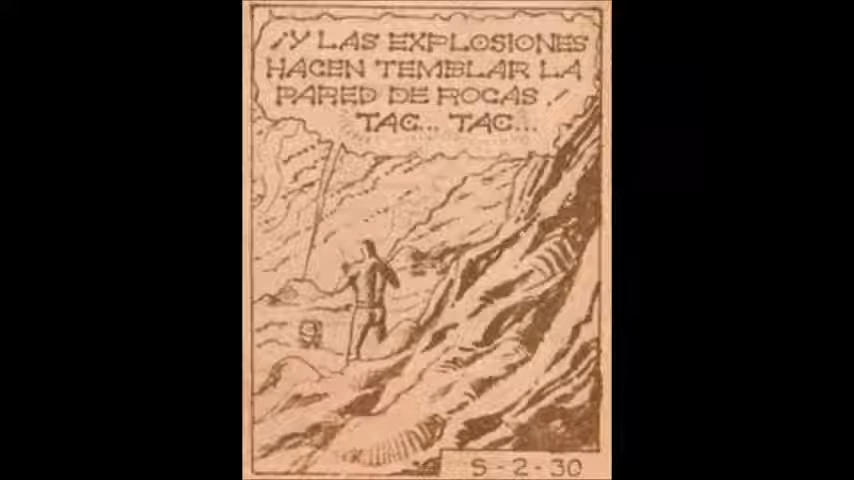 ¡Y LAS EXPLOSIONES
HACEN TEMBLAR LA
PARED DE ROCAS.!
TAC... TAC...
S-2-30